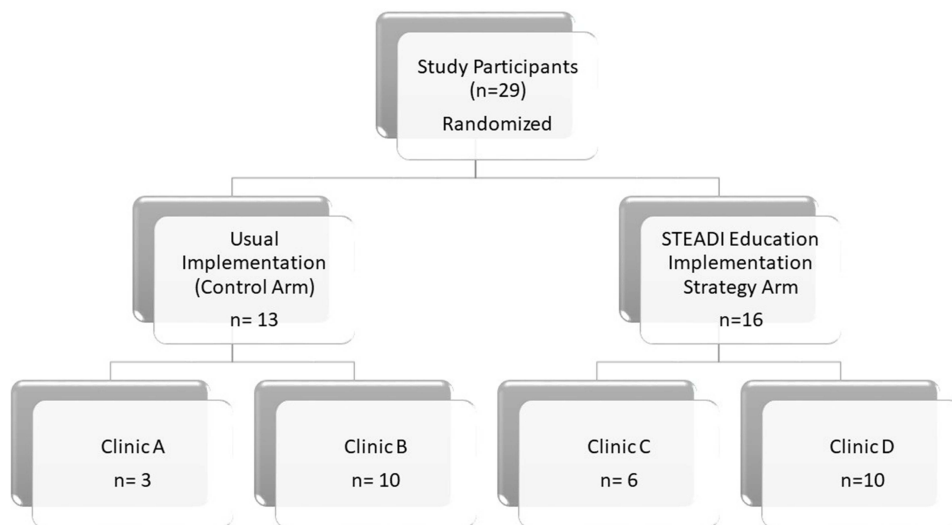 Study Participants
(n=29)
Randomized
Usual
Implementation
(Control Arm)
n= 13
STEADI Education
Implementation
Strategy Arm
n=16
Clinic A
n= 3
Clinic B
n= 10
Clinic C
n= 6
Clinic D
n=10